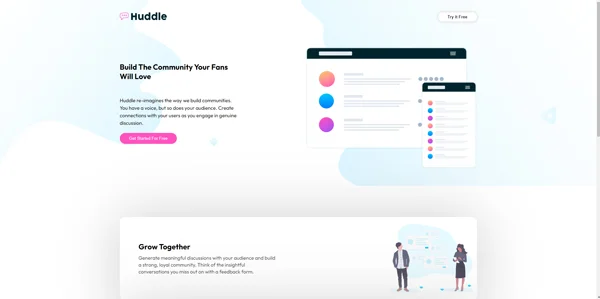 Huddle
Try It Free
Build The Community Your Fans
Will Love
Huddle re-imagines the way we build communities.
You have a voice, but so does your audience. Create
connections with your users as you engage in genuine
discussion.
Get Started For Free
Grow Together
Generate meaningful discussions with your audience and build
a strong, loyal community. Think of the insightful
conversations you miss out on with a feedback form.